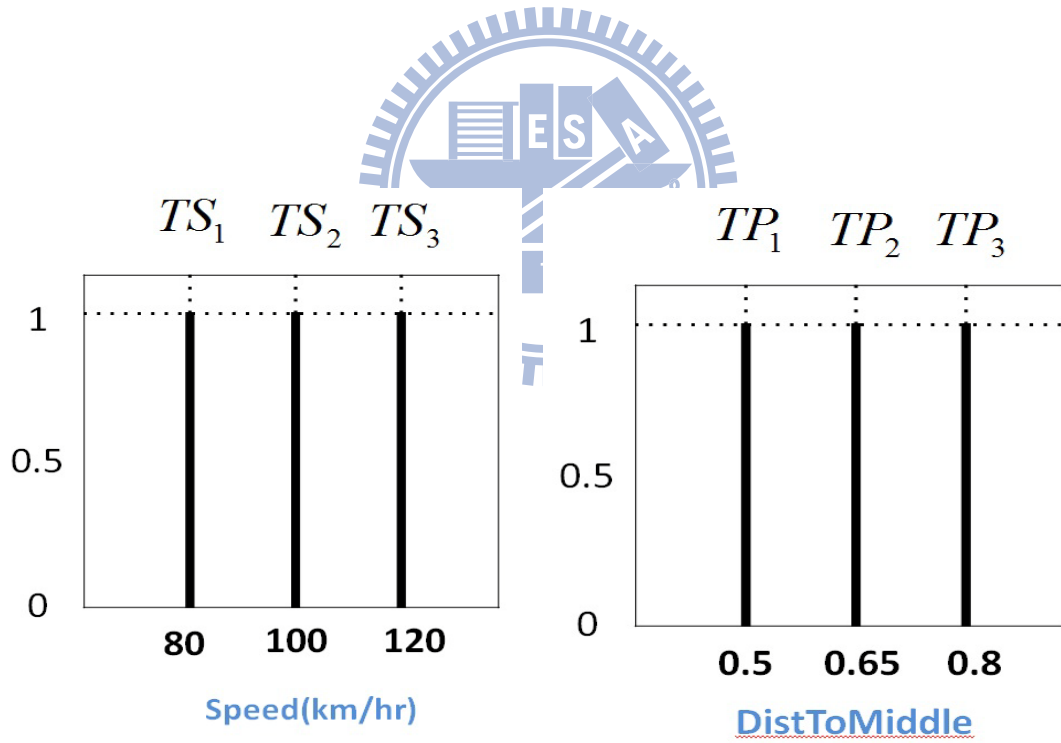 E S A
TS₁ TS₂ TS₃
1
0.5
0
80 100 120
Speed(km/hr)
TP₁ TP₂ TP₃
1
0.5
0
0.5 0.65 0.8
DistToMiddle